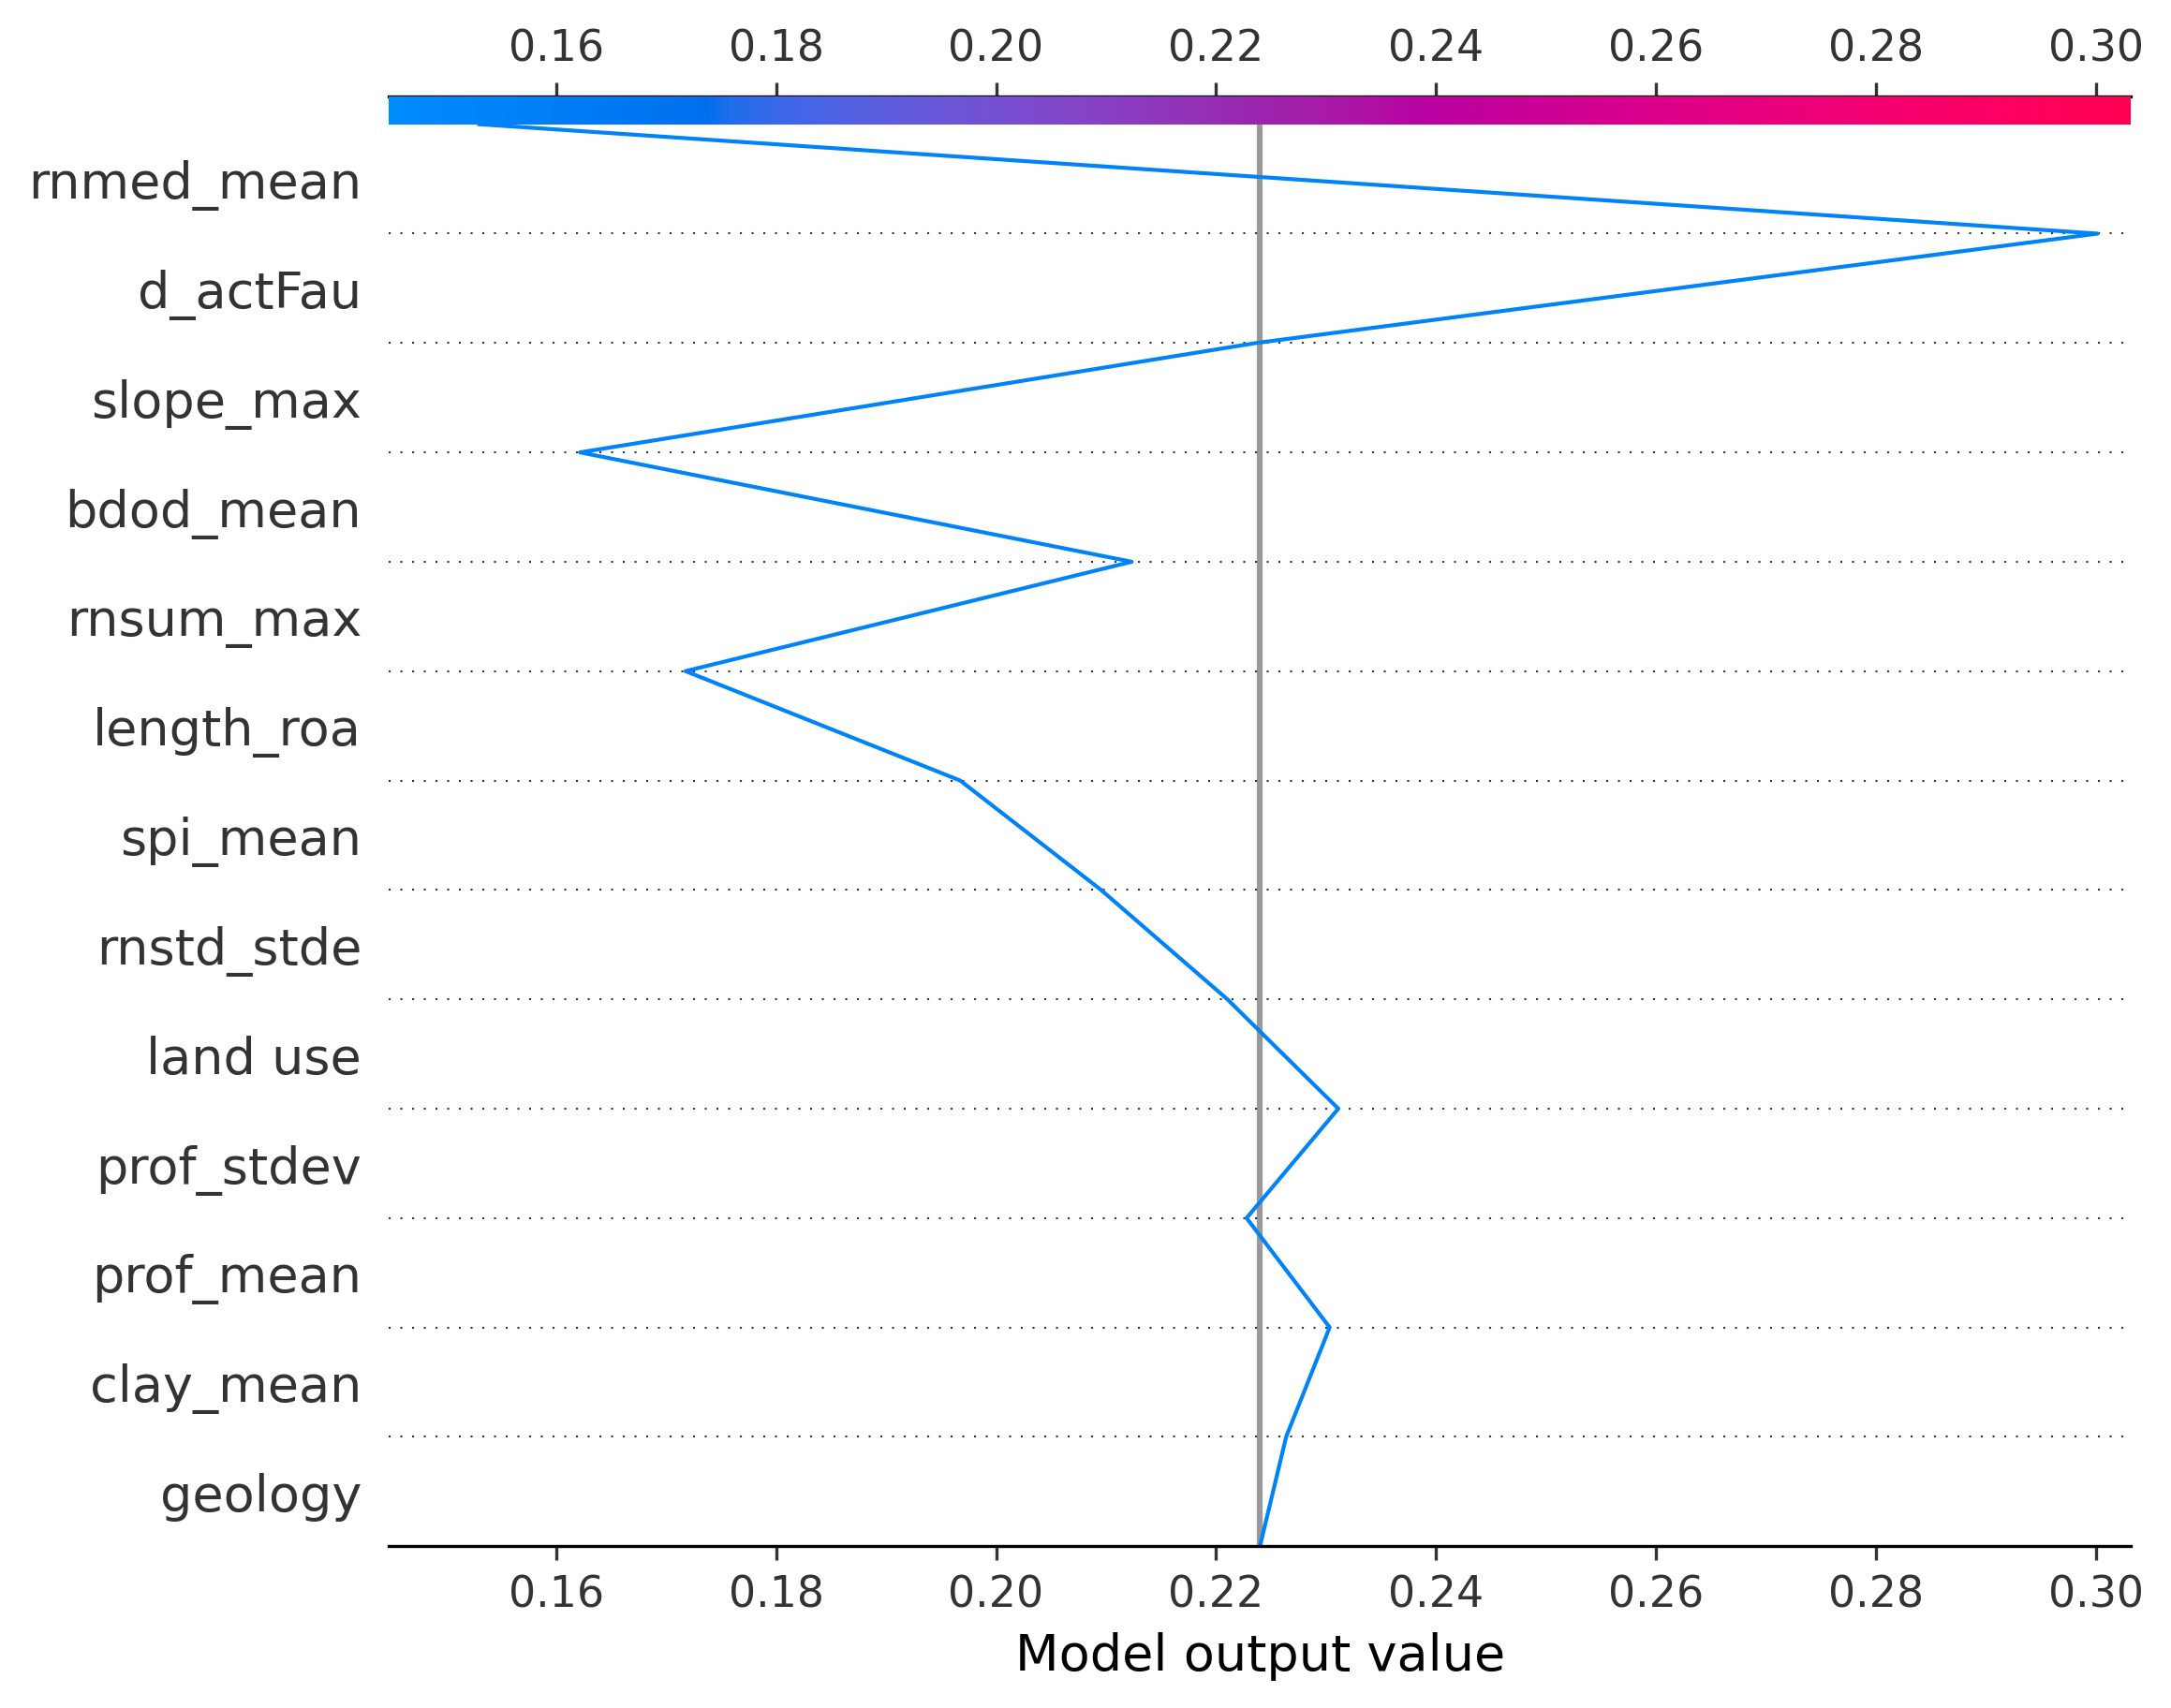 0.16 0.18 0.20 0.22 0.24 0.26 0.28 0.30
rnmed_mean
d_actFau
slope_max
bdod_mean
rnsum_max
length_roa
spi_mean
rnstd_stde
land use
prof_stdev
prof_mean
clay_mean
geology
0.16 0.18 0.20 0.22 0.24 0.26 0.28 0.30
Model output value